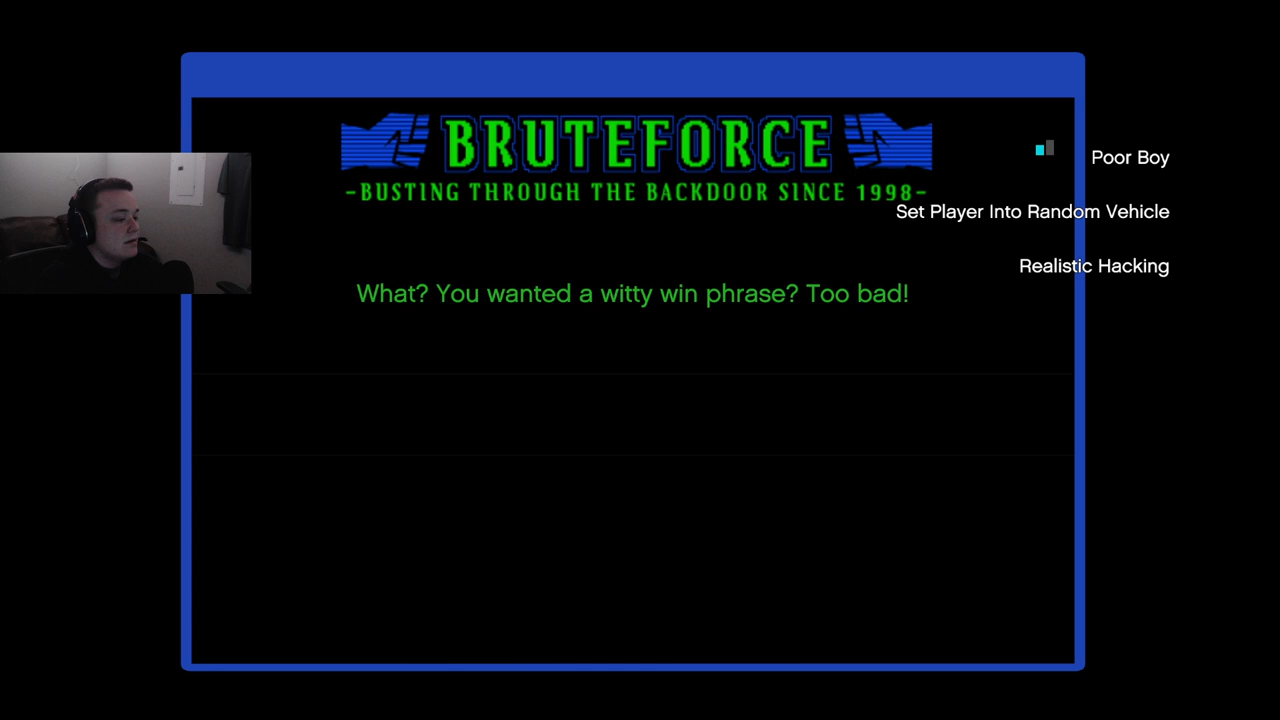 BRUTEFORCE
-BUSTING THROUGH THE BACKDOOR SINCE 1998-
Poor Boy
Set Player Into Random Vehicle
Realistic Hacking
What? You wanted a witty win phrase? Too bad!